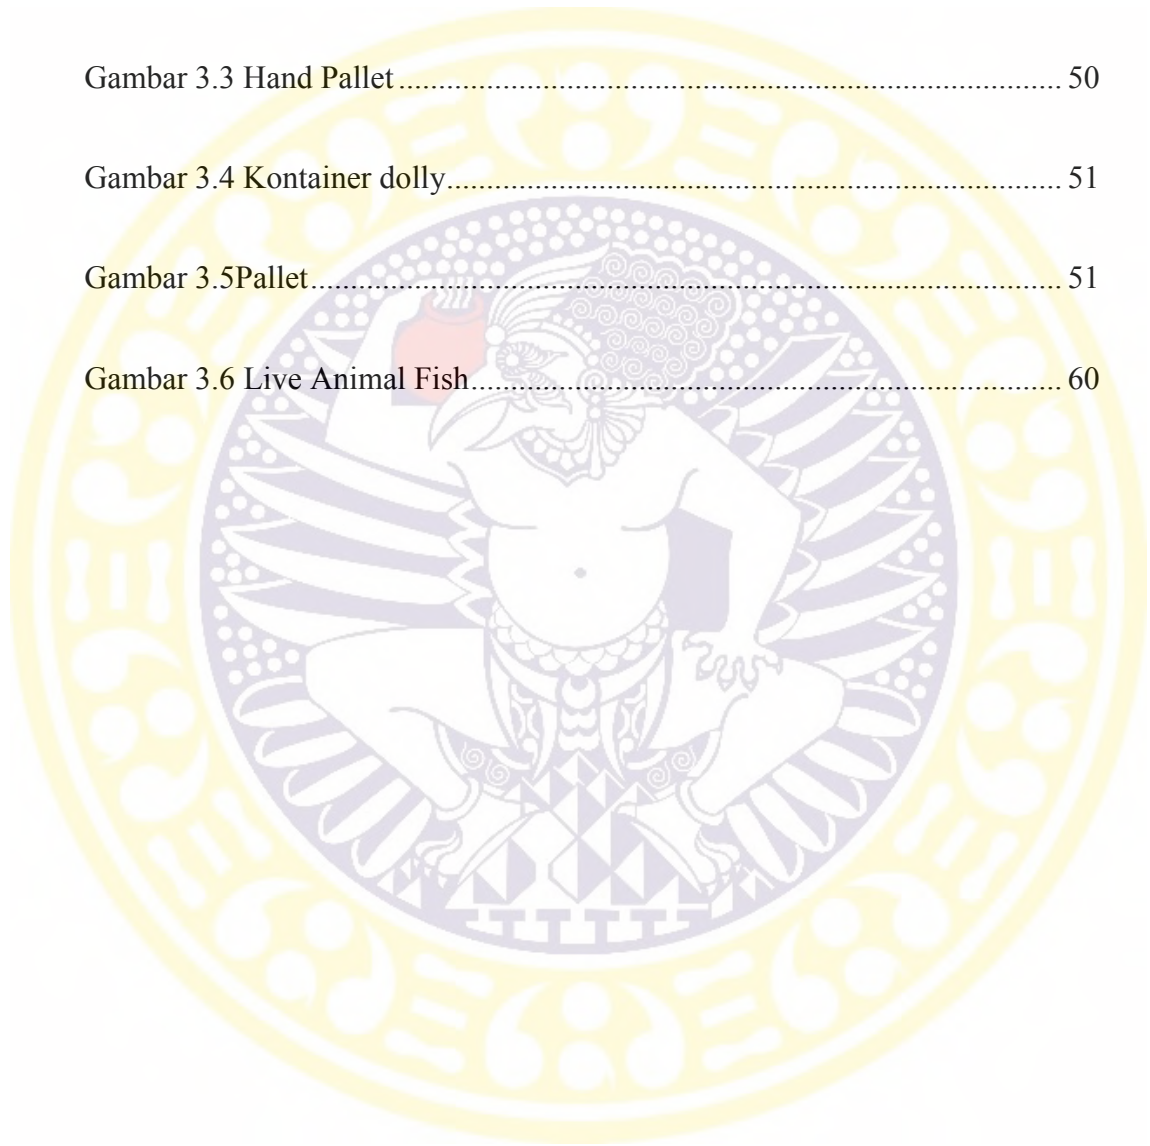 Gambar 3.3 Hand Pallet.................................................................................... 50
Gambar 3.4 Kontainer dolly.............................................................................. 51
Gambar 3.5Pallet............................................................................................... 51
Gambar 3.6 Live Animal Fish........................................................................... 60